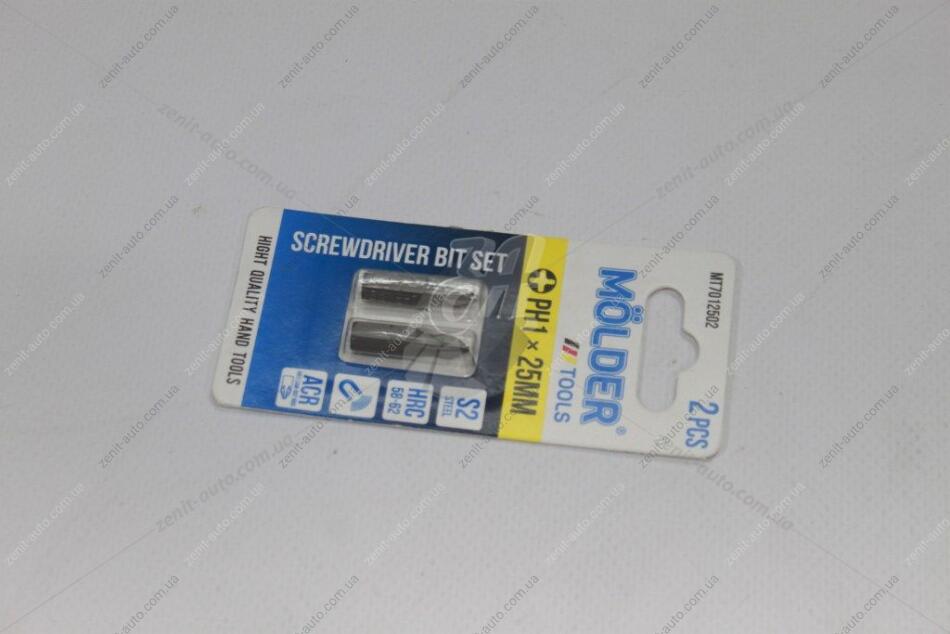 MT7012502
2 PCS
MÖLDER®
TOOLS
PH1 × 25MM
SCREWDRIVER BIT SET
S2
STEEL
HRC
58-62
ACR
HIGHT QUALITY HAND TOOLS
zenit-auto.com.ua